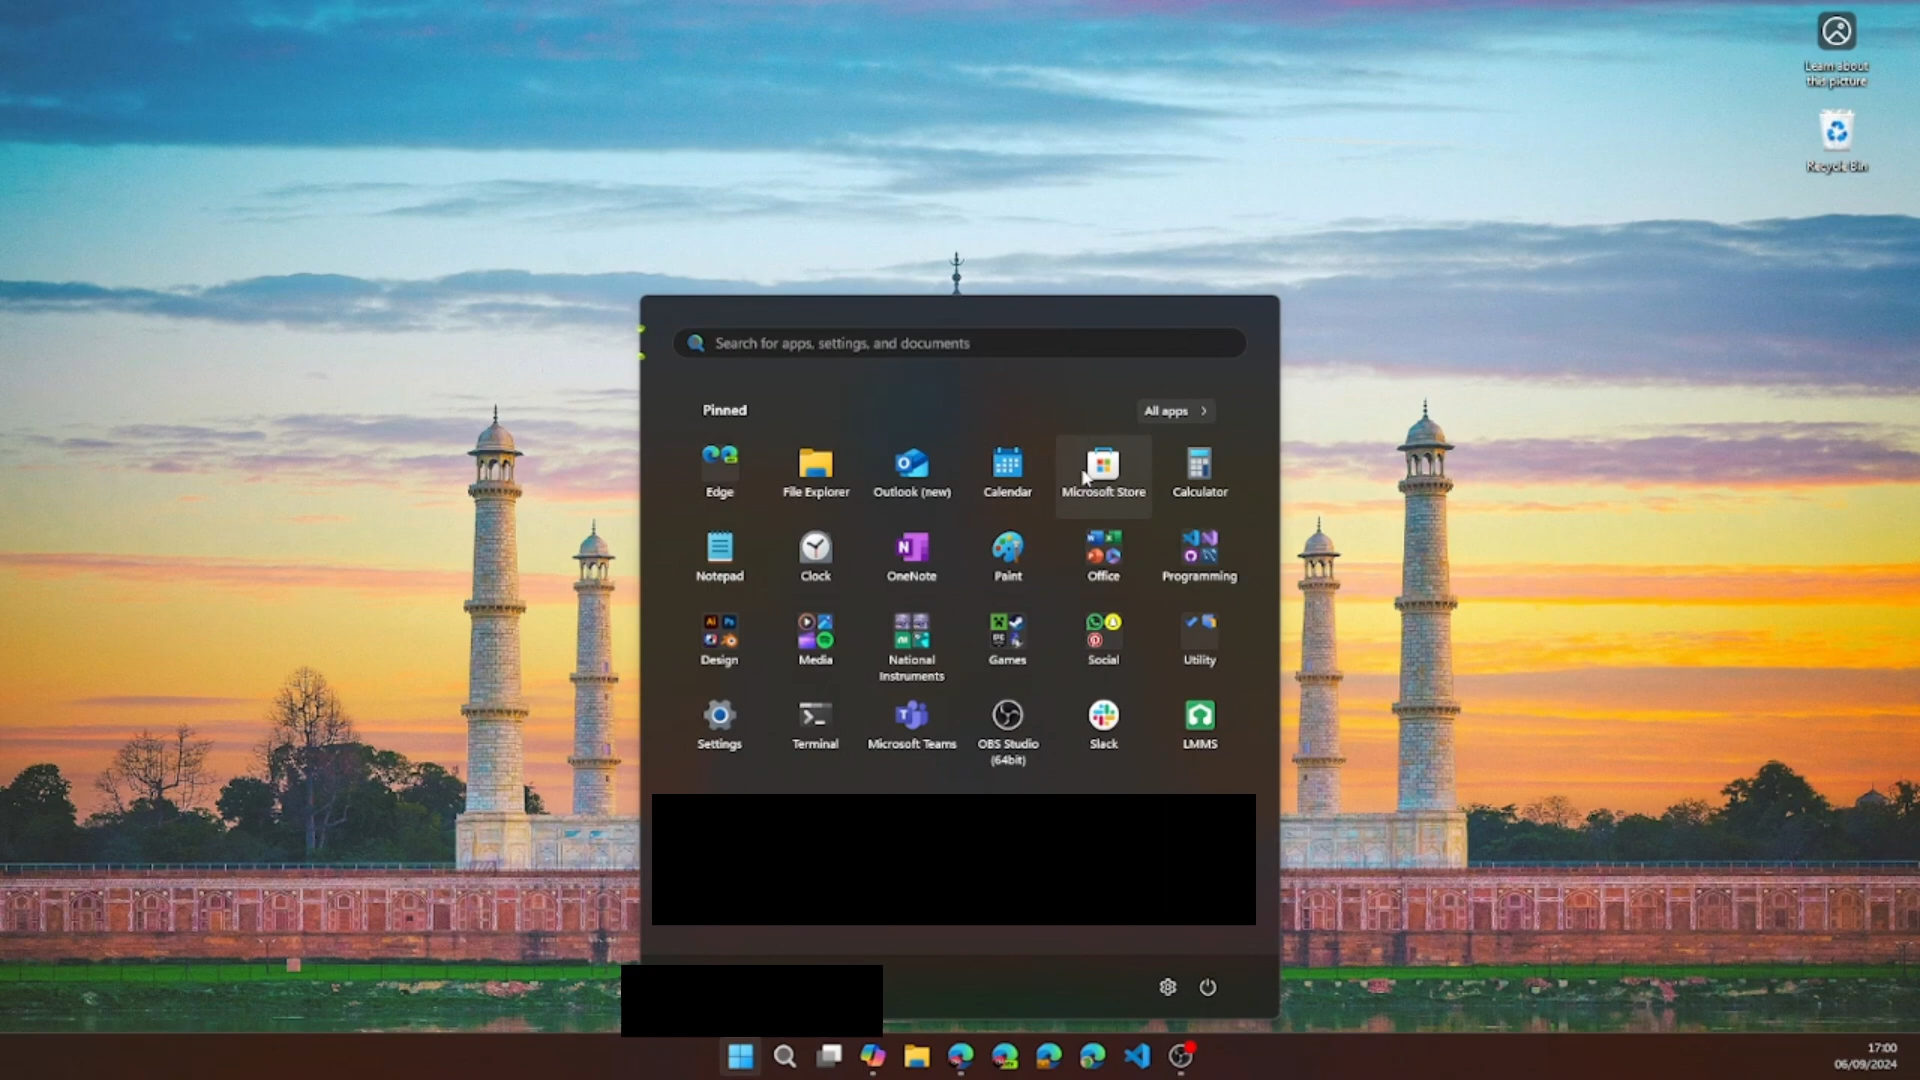 Learn about
this picture
Recycle Bin
Search for apps, settings, and documents
Pinned
All apps
Edge
File Explorer
Outlook (new)
Calendar
Microsoft Store
Calculator
Notepad
Clock
OneNote
Paint
Office
Programming
Design
Media
National
Instruments
Games
Social
Utility
Settings
Terminal
Microsoft Teams
OBS Studio
(64bit)
Slack
LMMS
17:00
06/09/2024